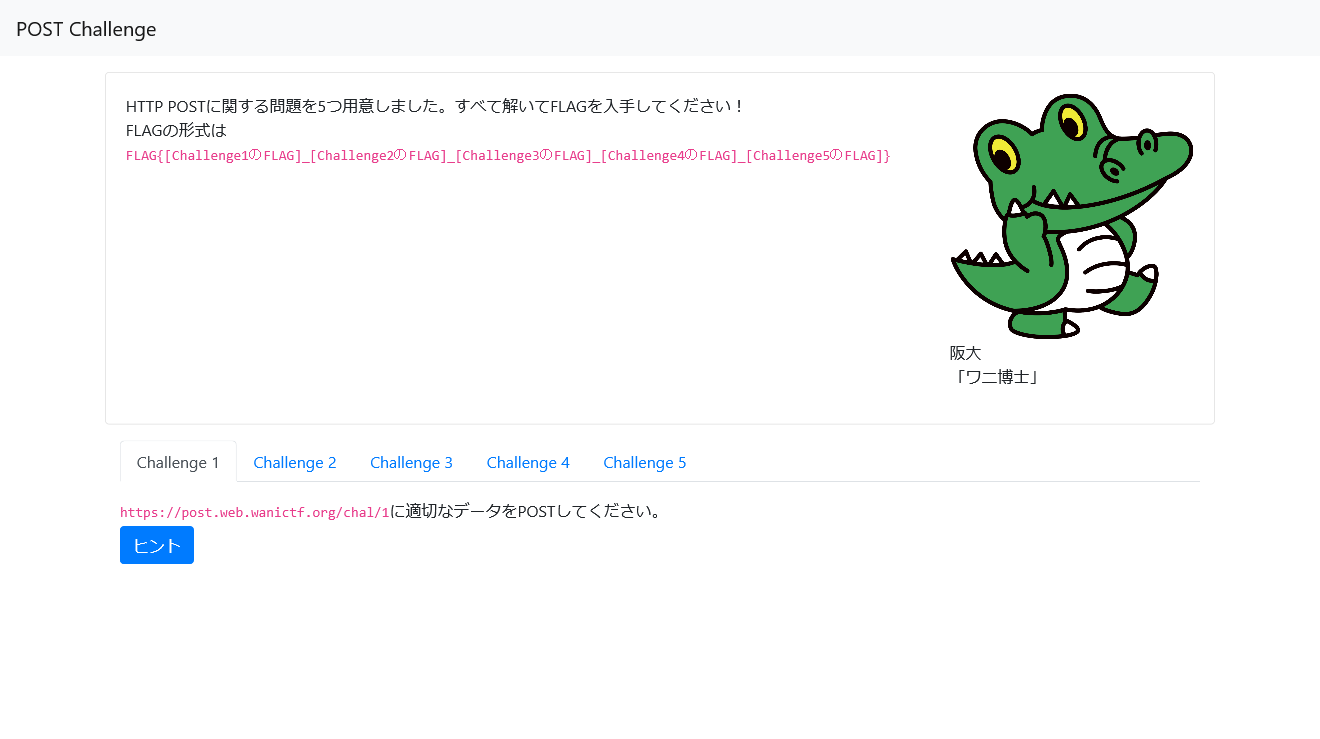 POST Challenge
HTTP POSTに関する問題を5つ用意しました。すべて解いてFLAGを入手してください！
FLAGの形式は
FLAG{[Challenge1のFLAG]_[Challenge2のFLAG]_[Challenge3のFLAG]_[Challenge4のFLAG]_[Challenge5のFLAG]}
阪大
「ワニ博士」
Challenge 1 Challenge 2 Challenge 3 Challenge 4 Challenge 5
https://post.web.wanictf.org/chal/1に適切なデータをPOSTしてください。
ヒント